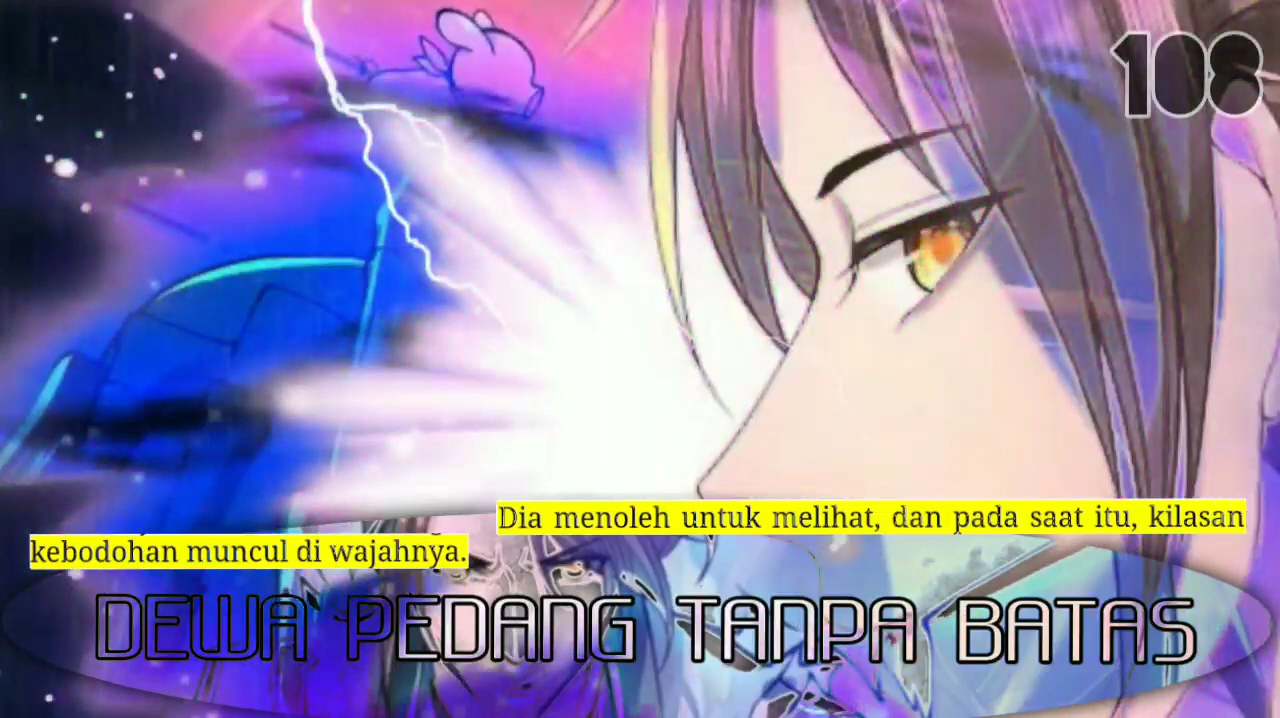 108
Dia menoleh untuk melihat, dan pada saat itu, kilasan
kebodohan muncul di wajahnya.
DEWA PEDANG TANPA BATAS